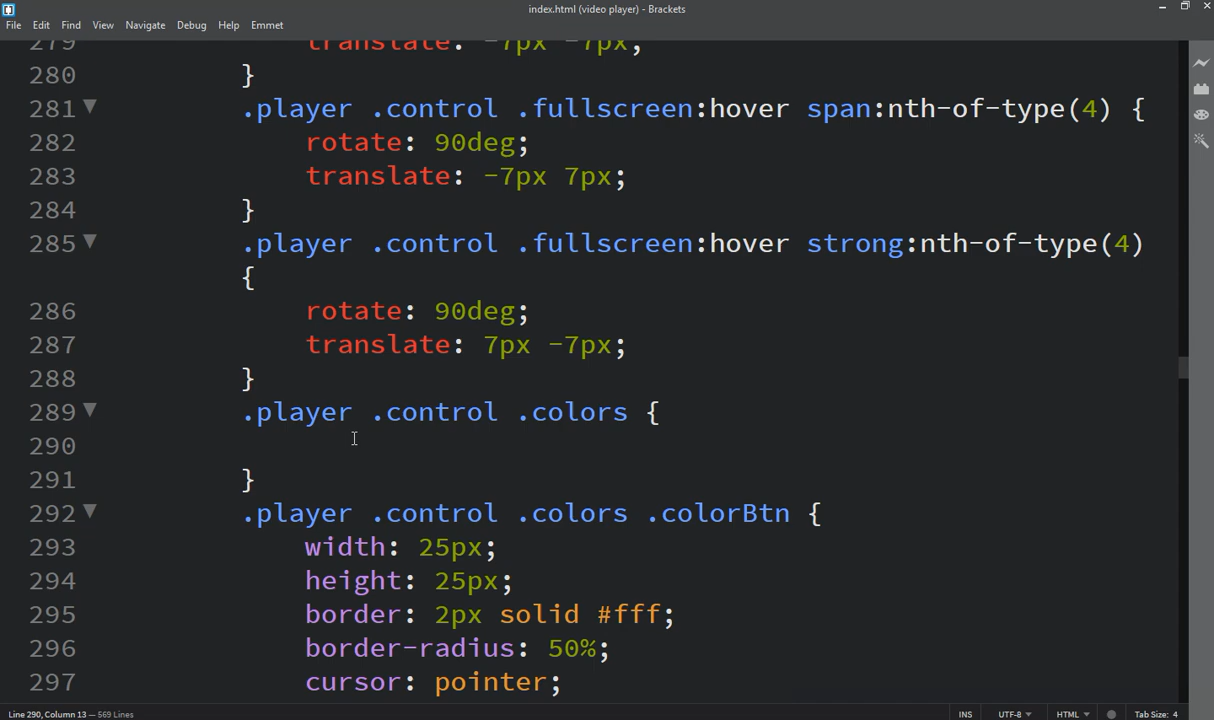 index.html (video player) - Brackets
File Edit Find View Navigate Debug Help Emmet
279 translate: -7px -7px;
280 }
281 .player .control .fullscreen:hover span:nth-of-type(4) {
282 rotate: 90deg;
283 translate: -7px 7px;
284 }
285 .player .control .fullscreen:hover strong:nth-of-type(4)
{
286 rotate: 90deg;
287 translate: 7px -7px;
288 }
289 .player .control .colors {
290
291 }
292 .player .control .colors .colorBtn {
293 width: 25px;
294 height: 25px;
295 border: 2px solid #fff;
296 border-radius: 50%;
297 cursor: pointer;
Line 290, Column 13 — 569 Lines INS UTF-8 HTML Tab Size: 4